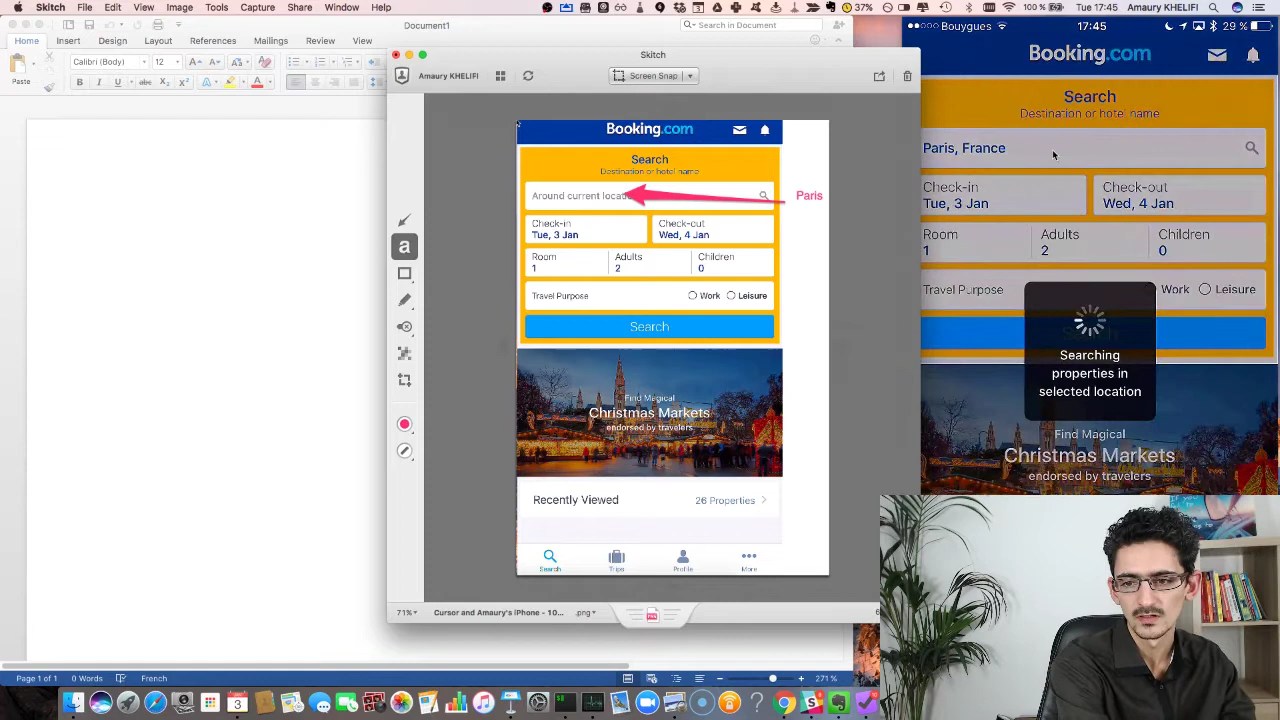 Skitch File Edit View Image Tools Share Window Help
37%
100 %
Amaury KHELIFI
Document1
Search in Document
Home Insert Design Layout References Mailings Review View
Paste
Calibri (Body) 12
B I U abc X₂ X²
Page 1 of 1 0 Words French
271 %
Skitch
Amaury KHELIFI
Screen Snap
a
Booking.com
Search
Destination or hotel name
Around current locati
Paris
Check-in
Tue, 3 Jan
Check-out
Wed, 4 Jan
Room
1
Adults
2
Children
0
Travel Purpose
Work Leisure
Search
Find Magical
Christmas Markets
endorsed by travelers
Recently Viewed 26 Properties
Search Trips Profile More
71% Cursor and Amaury's iPhone - 10... .png
Bouygues 17:45 29 %
Booking.com
Search
Destination or hotel name
Paris, France
Check-in
Tue, 3 Jan
Check-out
Wed, 4 Jan
Room
1
Adults
2
Children
0
Travel Purpose
Work Leisure
Searching
properties in
selected location
Find Magical
Christmas Markets
endorsed by travelers